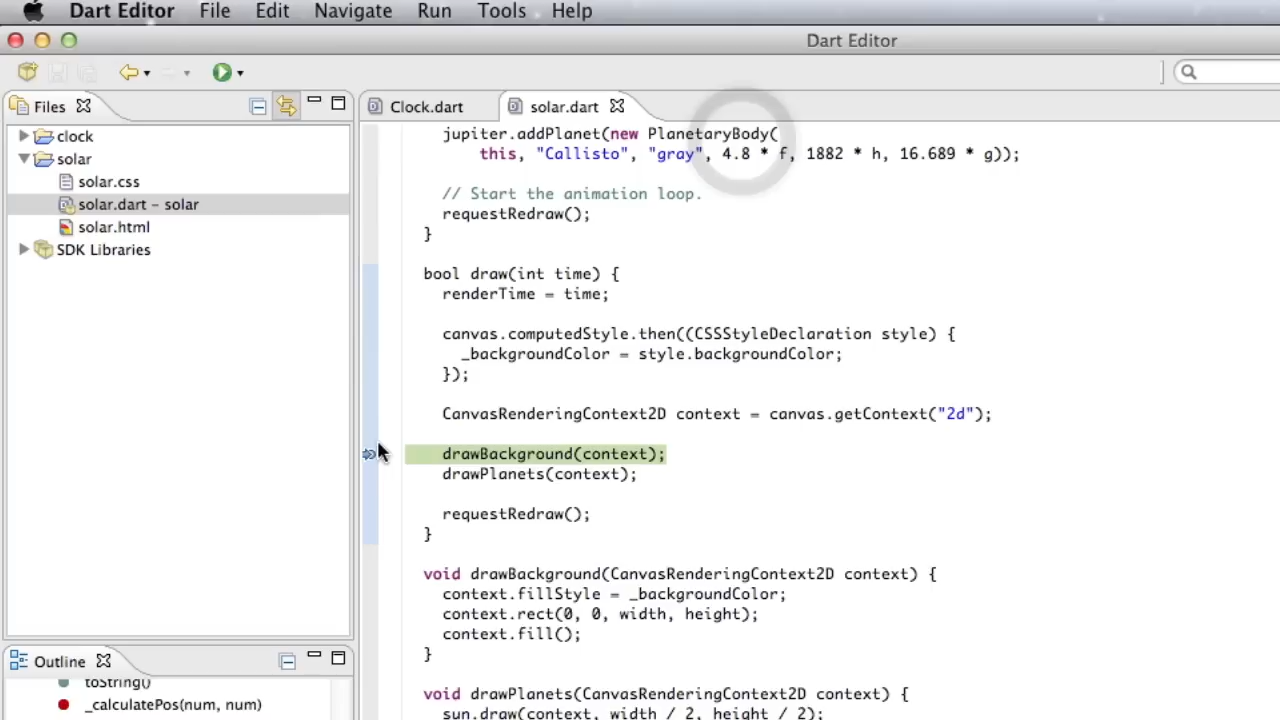 Dart Editor File Edit Navigate Run Tools Help
Dart Editor
Files
Clock.dart
solar.dart
clock
solar
solar.css
solar.dart – solar
solar.html
SDK Libraries
jupiter.addPlanet(new PlanetaryBody(
this, "Callisto", "gray", 4.8 * f, 1882 * h, 16.689 * g));
// Start the animation loop.
requestRedraw();
}
bool draw(int time) {
renderTime = time;
canvas.computedStyle.then((CSSStyleDeclaration style) {
_backgroundColor = style.backgroundColor;
});
CanvasRenderingContext2D context = canvas.getContext("2d");
drawBackground(context);
drawPlanets(context);
requestRedraw();
}
void drawBackground(CanvasRenderingContext2D context) {
context.fillStyle = _backgroundColor;
context.rect(0, 0, width, height);
context.fill();
}
void drawPlanets(CanvasRenderingContext2D context) {
sun.draw(context, width / 2, height / 2);
Outline
toString()
_calculatePos(num, num)